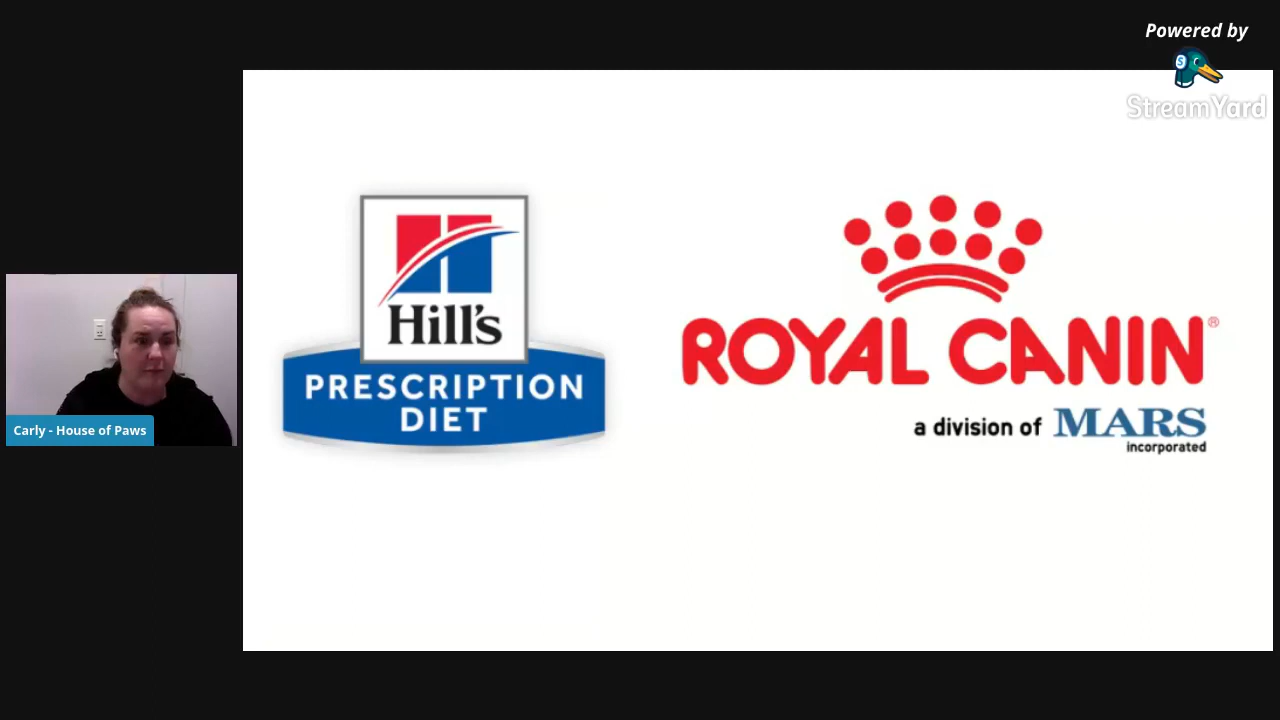 Powered by
StreamYard
Hill's
PRESCRIPTION
DIET
ROYAL CANIN®
a division of MARS
incorporated
Carly - House of Paws